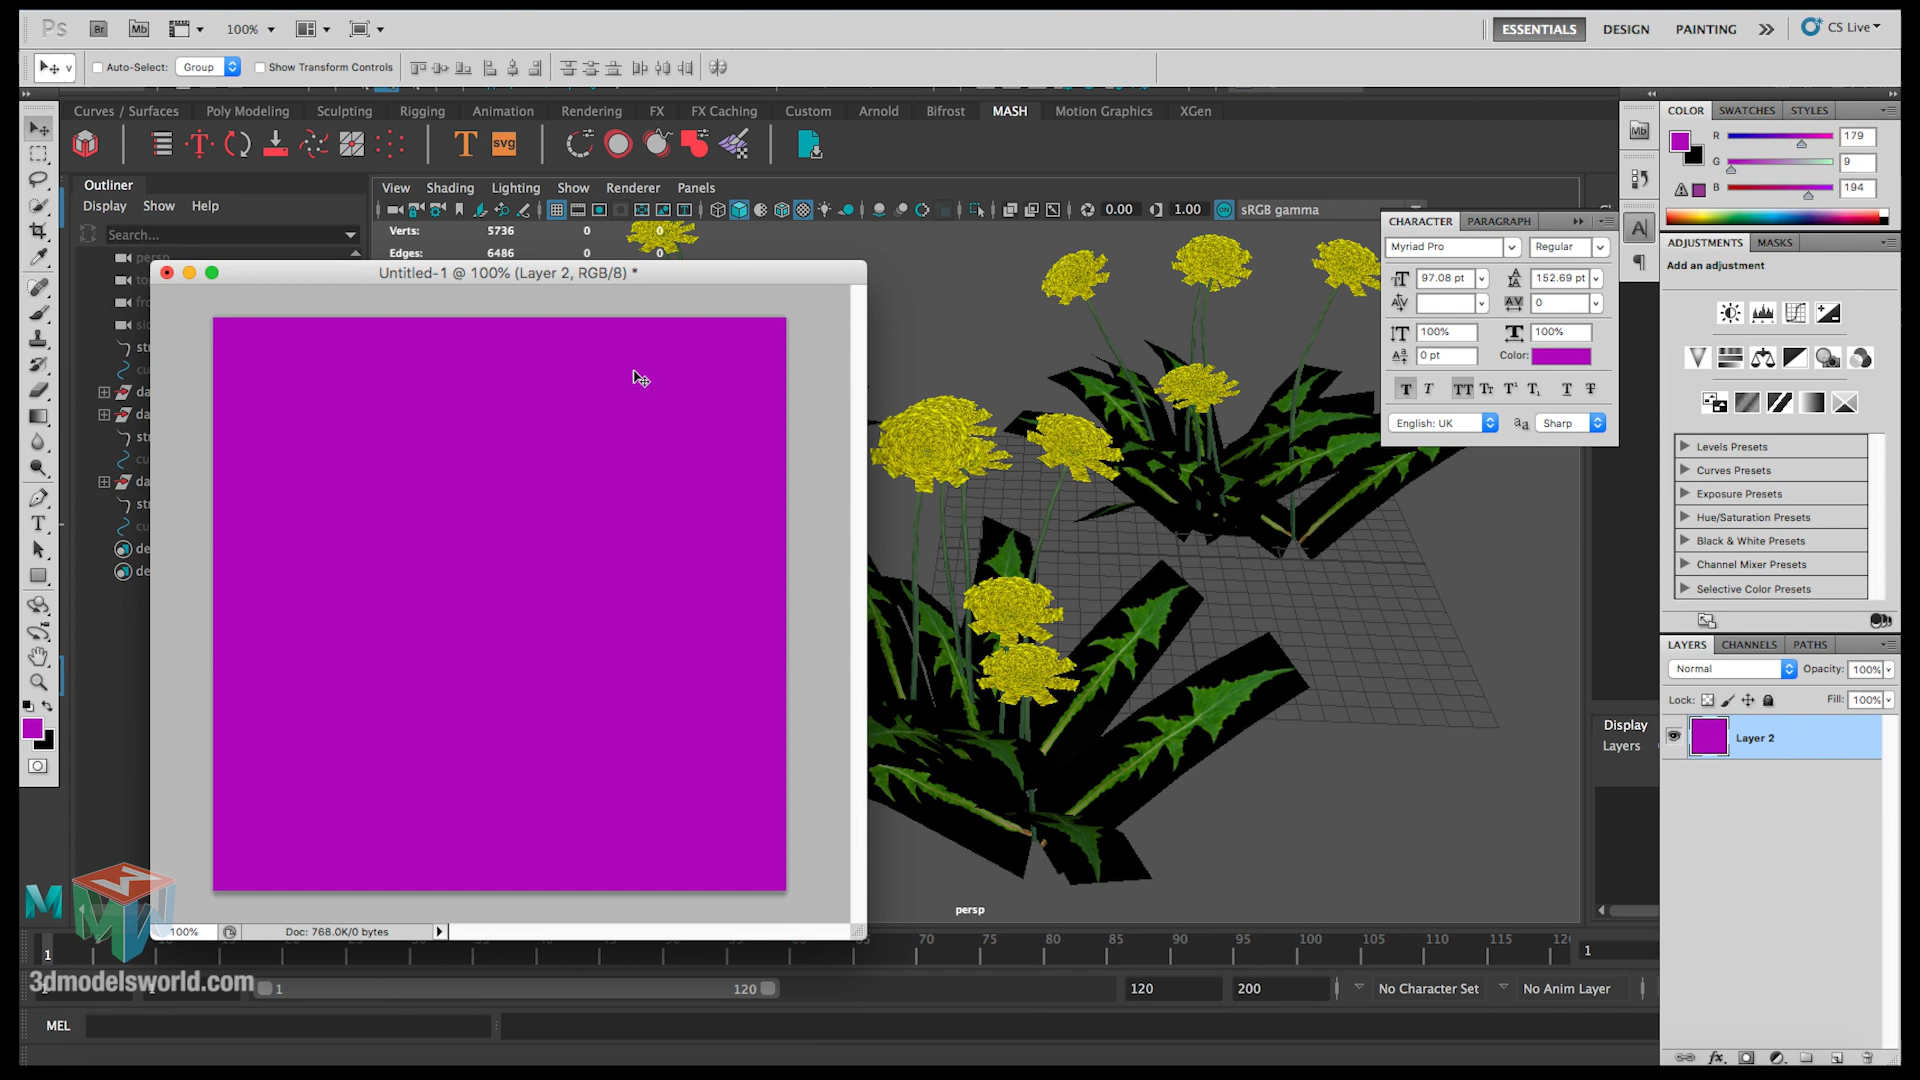 Ps Br Mb 100% ESSENTIALS DESIGN PAINTING CS Live
Auto-Select: Group Show Transform Controls
Curves / Surfaces Poly Modeling Sculpting Rigging Animation Rendering FX FX Caching Custom Arnold Bifrost MASH Motion Graphics XGen
T svg
Outliner
Display Show Help
Search...
View Shading Lighting Show Renderer Panels
0.00 1.00 sRGB gamma
Verts: 5736 0 0
Edges: 6486 0 0
persp
Untitled-1 @ 100% (Layer 2, RGB/8) *
100% Doc: 768.0K/0 bytes
persp
CHARACTER PARAGRAPH
Myriad Pro Regular
97.08 pt 152.69 pt
0
100% 100%
0 pt Color:
English: UK Sharp
Mb
COLOR SWATCHES STYLES
R 179
G 9
B 194
ADJUSTMENTS MASKS
Add an adjustment
Levels Presets
Curves Presets
Exposure Presets
Hue/Saturation Presets
Black & White Presets
Channel Mixer Presets
Selective Color Presets
LAYERS CHANNELS PATHS
Normal Opacity: 100%
Lock: Fill: 100%
Layer 2
Display
Layers
1 70 75 80 85 90 95 100 105 110 115 1
3dmodelsworld.com
1 120 120 200 No Character Set No Anim Layer
MEL